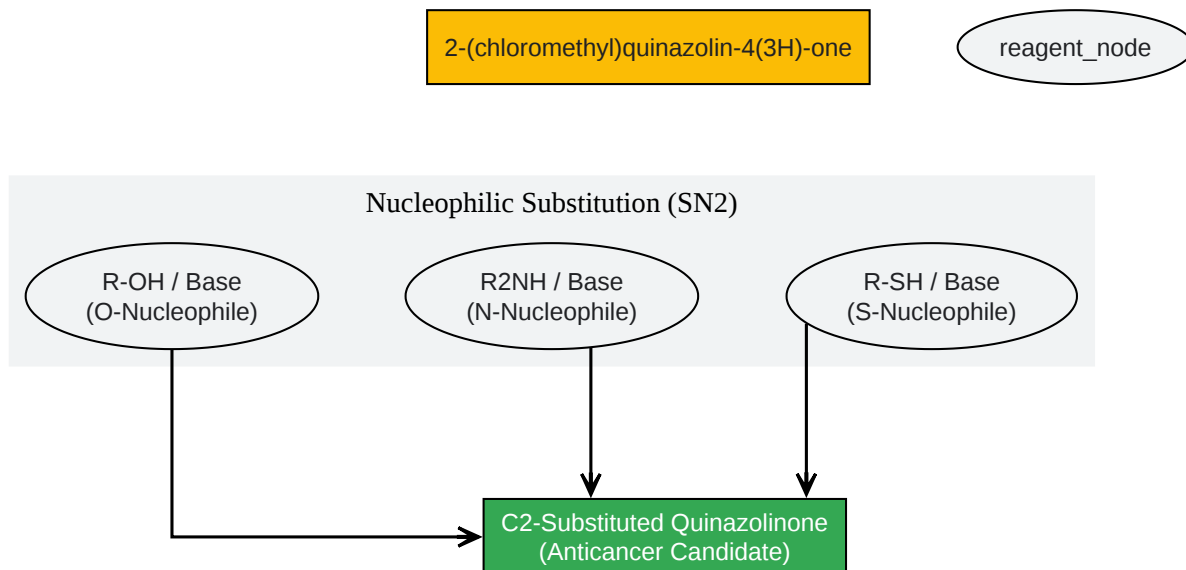 2-(chloromethyl)quinazolin-4(3H)-one
reagent_node
Nucleophilic Substitution (SN2)
R-OH / Base
(O-Nucleophile)
R2NH / Base
(N-Nucleophile)
R-SH / Base
(S-Nucleophile)
C2-Substituted Quinazolinone
(Anticancer Candidate)